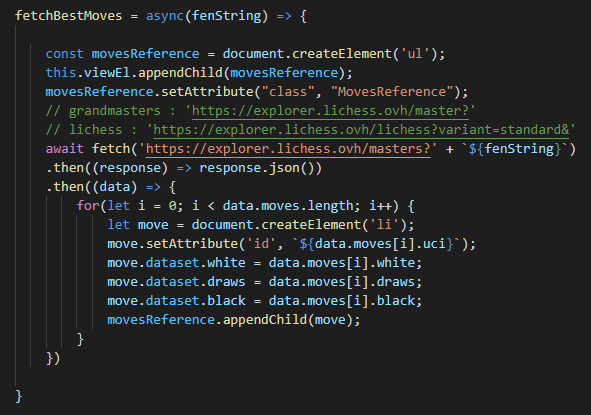 fetchBestMoves = async(fenString) => {
const movesReference = document.createElement('ul');
this.viewEl.appendChild(movesReference);
movesReference.setAttribute("class", "MovesReference");
// grandmasters : 'https://explorer.lichess.ovh/master?'
// lichess : 'https://explorer.lichess.ovh/lichess?variant=standard&'
await fetch('https://explorer.lichess.ovh/masters?' + `${fenString}`)
.then((response) => response.json())
.then((data) => {
for(let i = 0; i < data.moves.length; i++) {
let move = document.createElement('li');
move.setAttribute('id', `${data.moves[i].uci}`);
move.dataset.white = data.moves[i].white;
move.dataset.draws = data.moves[i].draws;
move.dataset.black = data.moves[i].black;
movesReference.appendChild(move);
}
})
}